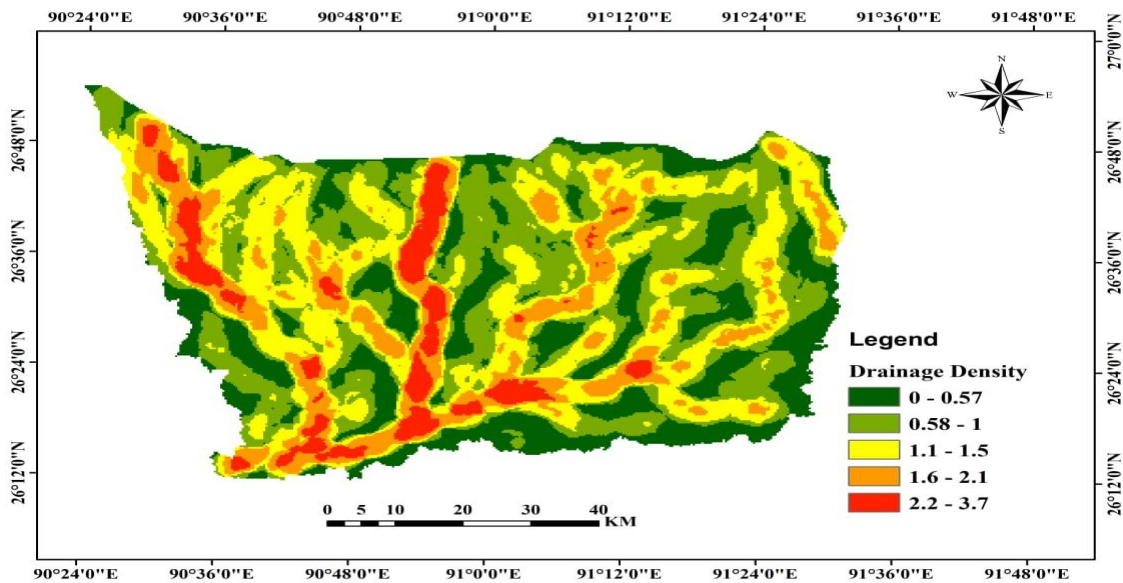 90°24'0"E 90°36'0"E 90°48'0"E 91°0'0"E 91°12'0"E 91°24'0"E 91°36'0"E 91°48'0"E
27°0'0"N
N
W E
S
26°48'0"N 26°48'0"N
26°36'0"N 26°36'0"N
Legend
26°24'0"N Drainage Density 26°24'0"N
0 - 0.57
0.58 - 1
1.1 - 1.5
26°12'0"N 26°12'0"N
1.6 - 2.1
2.2 - 3.7
0 5 10 20 30 40
KM
90°24'0"E 90°36'0"E 90°48'0"E 91°0'0"E 91°12'0"E 91°24'0"E 91°36'0"E 91°48'0"E